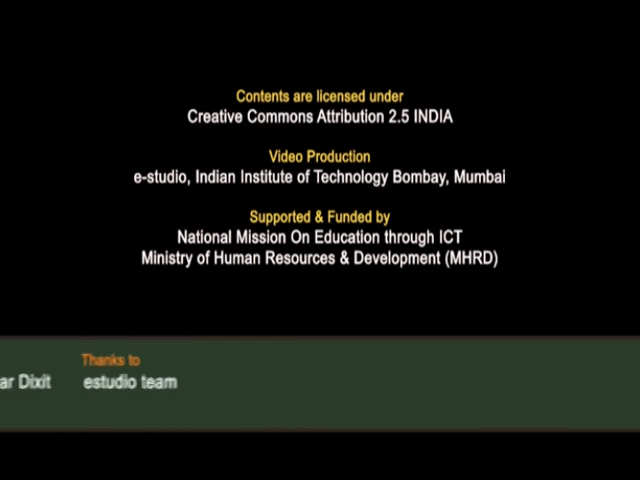 Contents are licensed under
Creative Commons Attribution 2.5 INDIA
Video Production
e-studio, Indian Institute of Technology Bombay, Mumbai
Supported & Funded by
National Mission On Education through ICT
Ministry of Human Resources & Development (MHRD)
Thanks to
ar Dixit estudio team